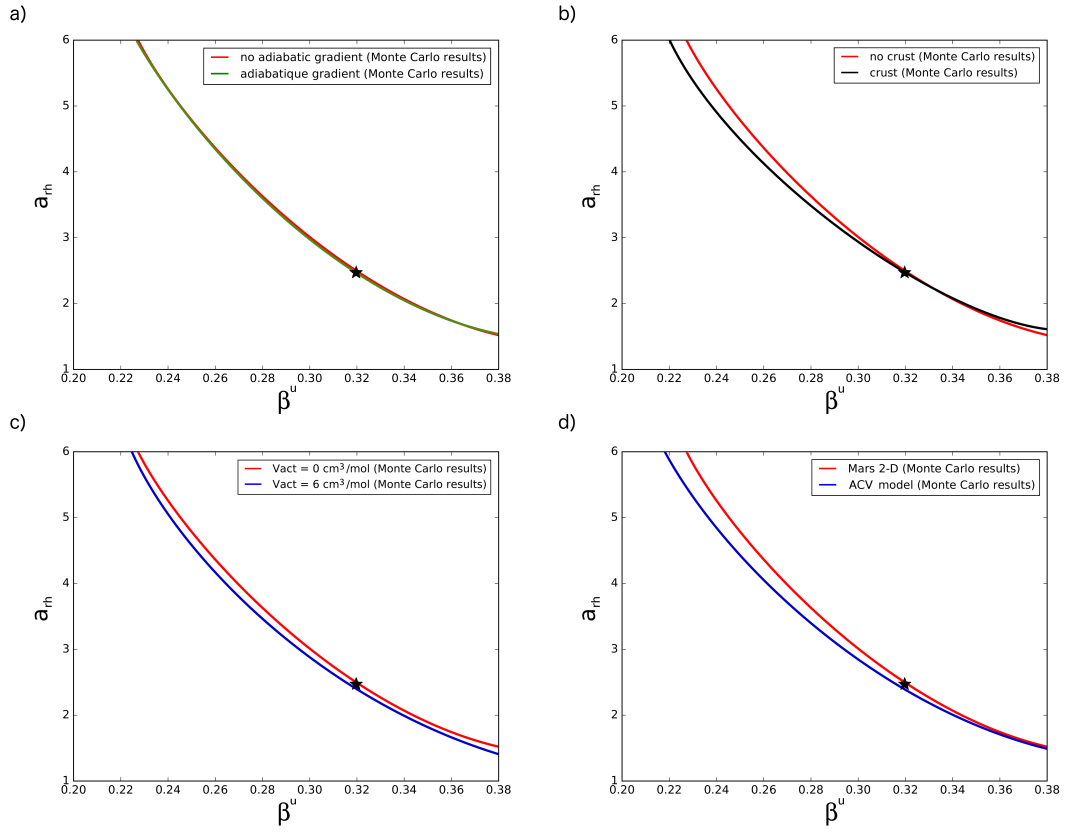 a)
6
5
4
3
2
1
a_rh
no adiabatic gradient (Monte Carlo results)
adiabatique gradient (Monte Carlo results)
0.20 0.22 0.24 0.26 0.28 0.30 0.32 0.34 0.36 0.38
β^u
b)
6
5
4
3
2
1
a_rh
no crust (Monte Carlo results)
crust (Monte Carlo results)
0.20 0.22 0.24 0.26 0.28 0.30 0.32 0.34 0.36 0.38
β^u
c)
6
5
4
3
2
1
a_rh
Vact = 0 cm³/mol (Monte Carlo results)
Vact = 6 cm³/mol (Monte Carlo results)
0.20 0.22 0.24 0.26 0.28 0.30 0.32 0.34 0.36 0.38
β^u
d)
6
5
4
3
2
1
a_rh
Mars 2-D (Monte Carlo results)
ACV model (Monte Carlo results)
0.20 0.22 0.24 0.26 0.28 0.30 0.32 0.34 0.36 0.38
β^u